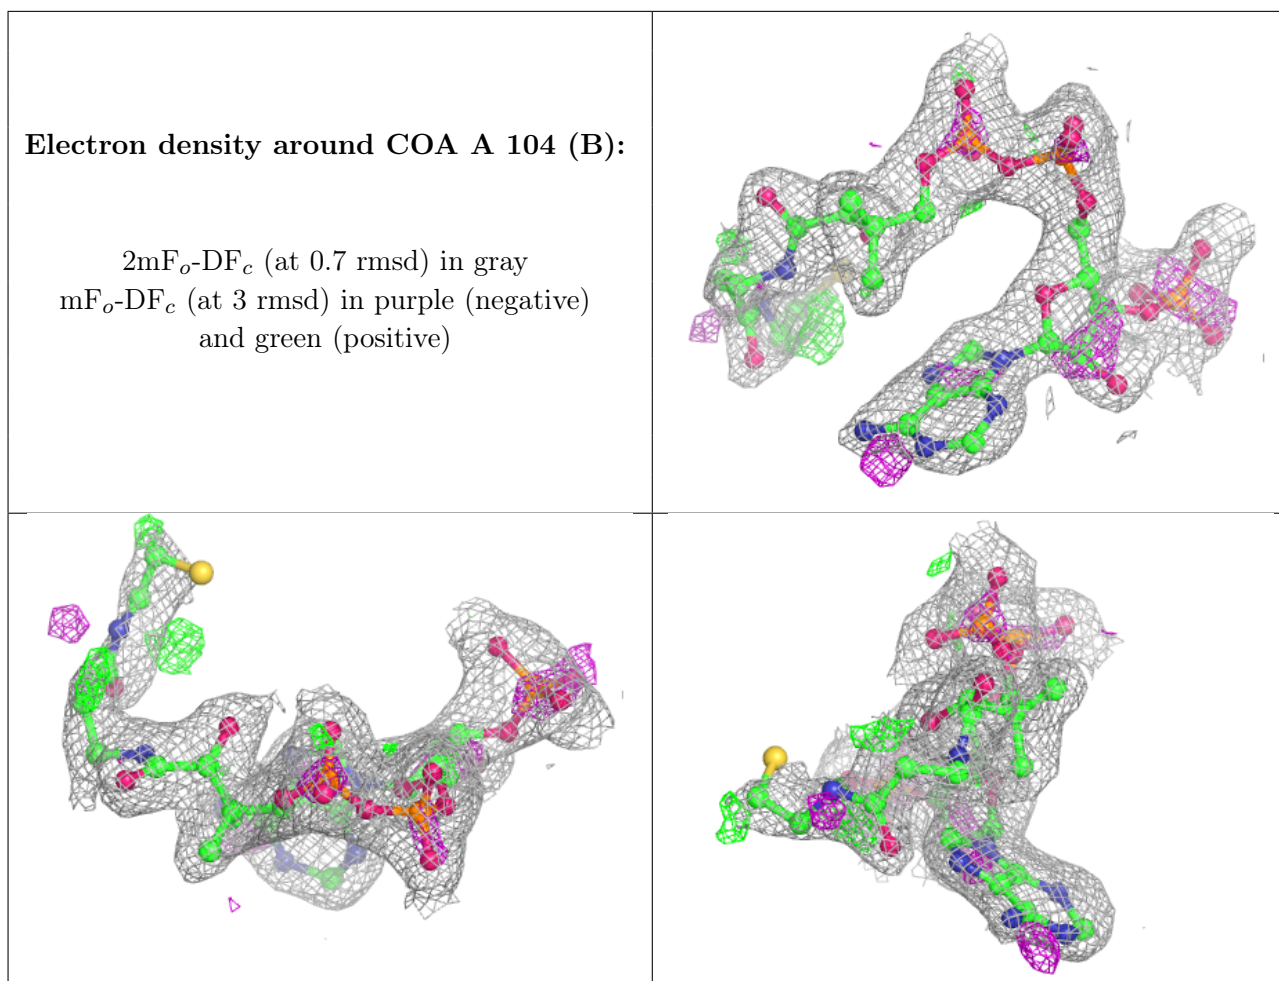 Electron density around COA A 104 (B):
2mFo-DFc (at 0.7 rmsd) in gray
mFo-DFc (at 3 rmsd) in purple (negative)
and green (positive)